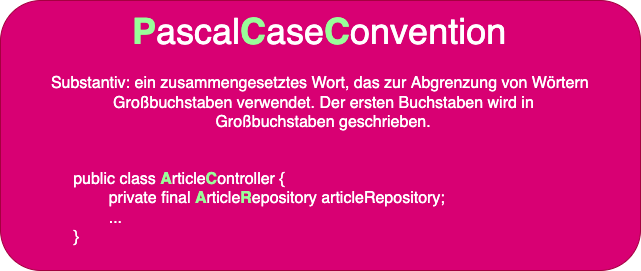 PascalCaseConvention
Substantiv: ein zusammengesetztes Wort, das zur Abgrenzung von Wörtern
Großbuchstaben verwendet. Der ersten Buchstaben wird in
Großbuchstaben geschrieben.
public class ArticleController {
private final ArticleRepository articleRepository;
...
}